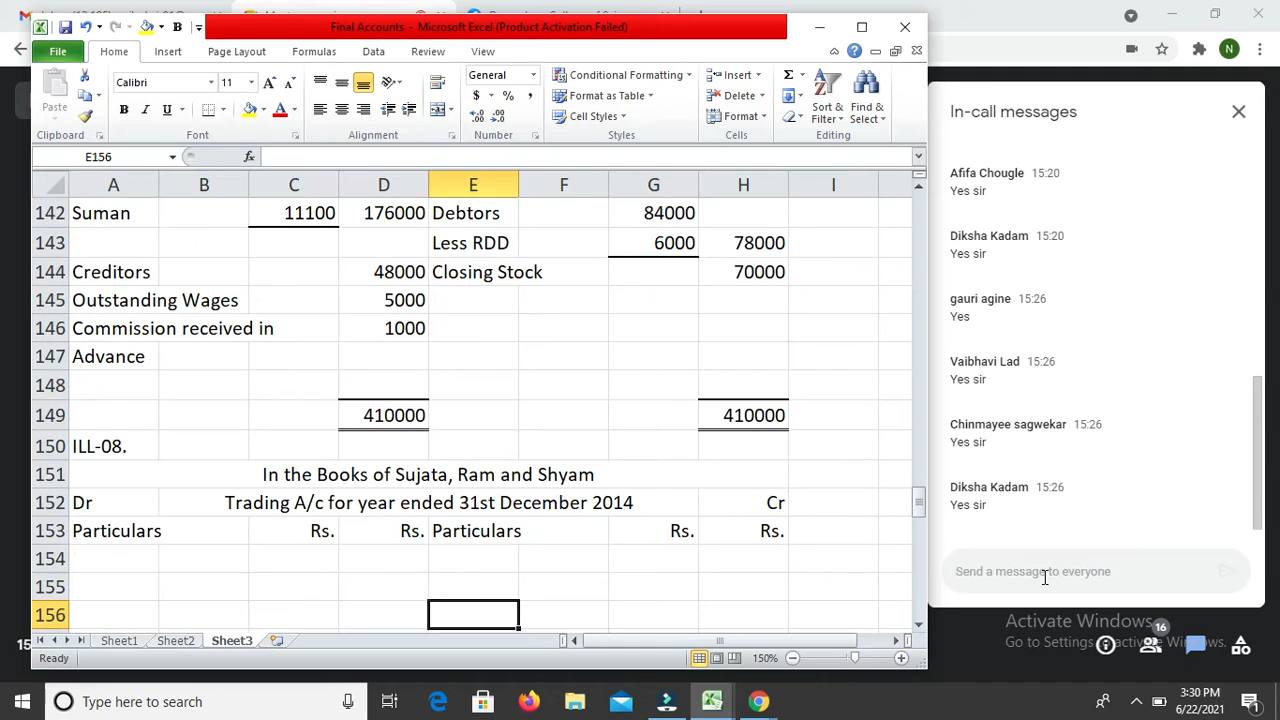 Final Accounts - Microsoft Excel (Product Activation Failed)
File Home Insert Page Layout Formulas Data Review View
Paste
Calibri 11
General
Conditional Formatting
Format as Table
Cell Styles
Insert
Delete
Format
Sort & Filter
Find & Select
Clipboard Font Alignment Number Styles Cells Editing
E156 fx
A B C D E F G H I
142 Suman 11100 176000 Debtors 84000
143 Less RDD 6000 78000
144 Creditors 48000 Closing Stock 70000
145 Outstanding Wages 5000
146 Commission received in 1000
147 Advance
148
149 410000 410000
150 ILL-08.
151 In the Books of Sujata, Ram and Shyam
152 Dr Trading A/c for year ended 31st December 2014 Cr
153 Particulars Rs. Rs. Particulars Rs. Rs.
154
155
156
Sheet1 Sheet2 Sheet3
Ready 150%
N
In-call messages
Afifa Chougle 15:20
Yes sir
Diksha Kadam 15:20
Yes sir
gauri agine 15:26
Yes
Vaibhavi Lad 15:26
Yes sir
Chinmayee sagwekar 15:26
Yes sir
Diksha Kadam 15:26
Yes sir
Send a message to everyone
Activate Windows
Go to Settings to activate Windows.
16
15
Type here to search
3:30 PM
6/22/2021
1